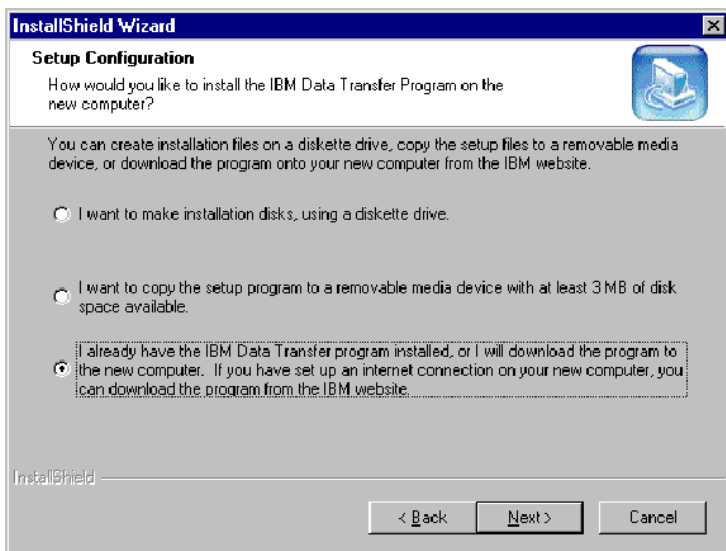 InstallShield Wizard
Setup Configuration
How would you like to install the IBM Data Transfer Program on the
new computer?
You can create installation files on a diskette drive, copy the setup files to a removable media
device, or download the program onto your new computer from the IBM website.
I want to make installation disks, using a diskette drive.
I want to copy the setup program to a removable media device with at least 3 MB of disk
space available.
I already have the IBM Data Transfer program installed, or I will download the program to
the new computer. If you have set up an internet connection on your new computer, you
can download the program from the IBM website.
InstallShield
< Back Next > Cancel